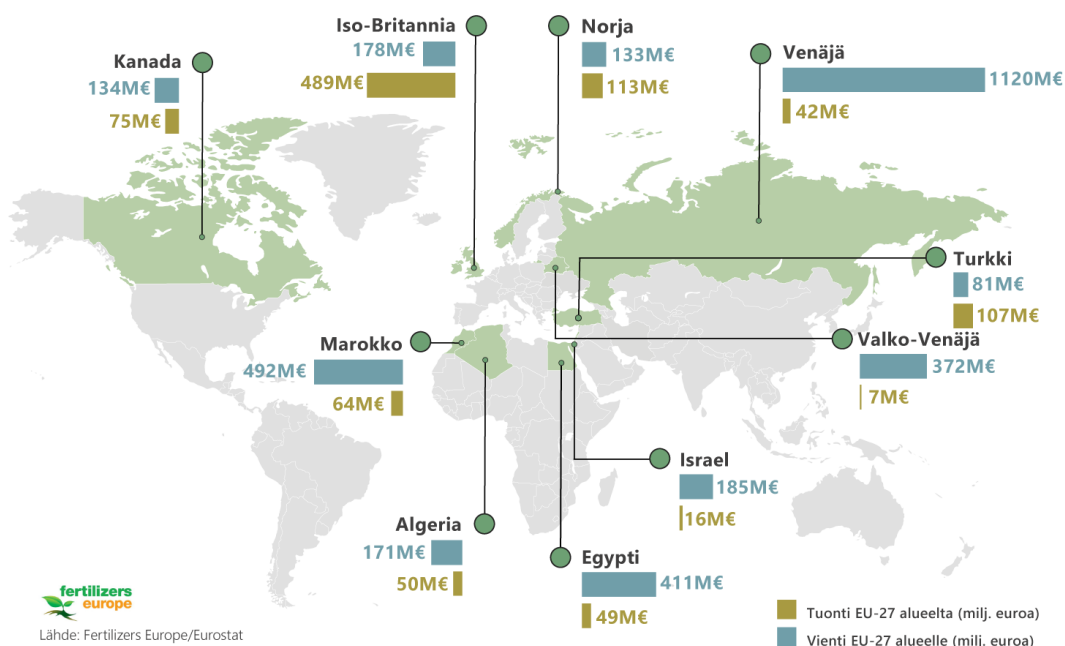 Iso-Britannia
178M€
489M€
Norja
133M€
113M€
Venäjä
1120M€
42M€
Kanada
134M€
75M€
Turkki
81M€
107M€
Valko-Venäjä
372M€
7M€
Marokko
492M€
64M€
Israel
185M€
16M€
Algeria
171M€
50M€
Egypti
411M€
49M€
fertilizers
europe
Lähde: Fertilizers Europe/Eurostat
Tuonti EU-27 alueelta (milj. euroa)
Vienti EU-27 alueelle (milj. euroa)